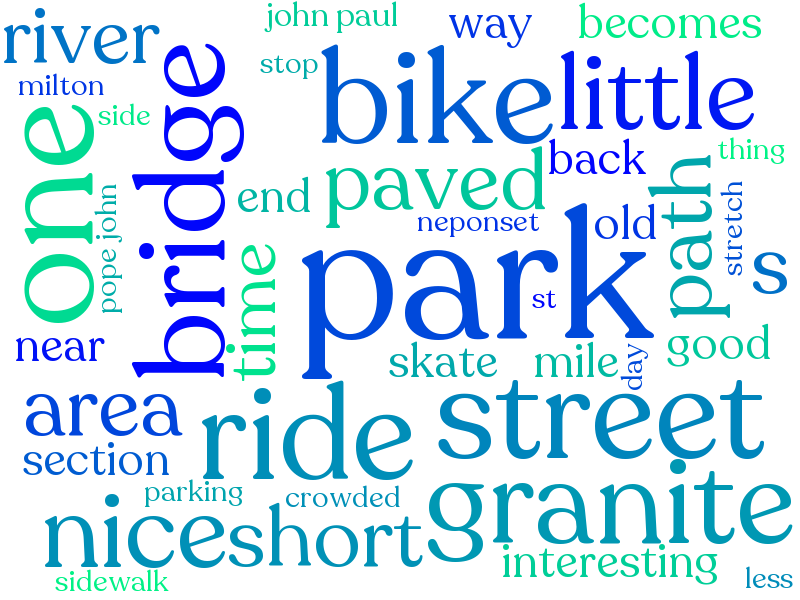 river
john paul
way
becomes
milton
stop
bike
little
one
side
bridge
end
paved
back
thing
pope john
neponset
old
path
stretch
time
park
st
s
near
skate
mile
day
good
area
ride
street
section
parking
crowded
granite
nice
short
interesting
sidewalk
less